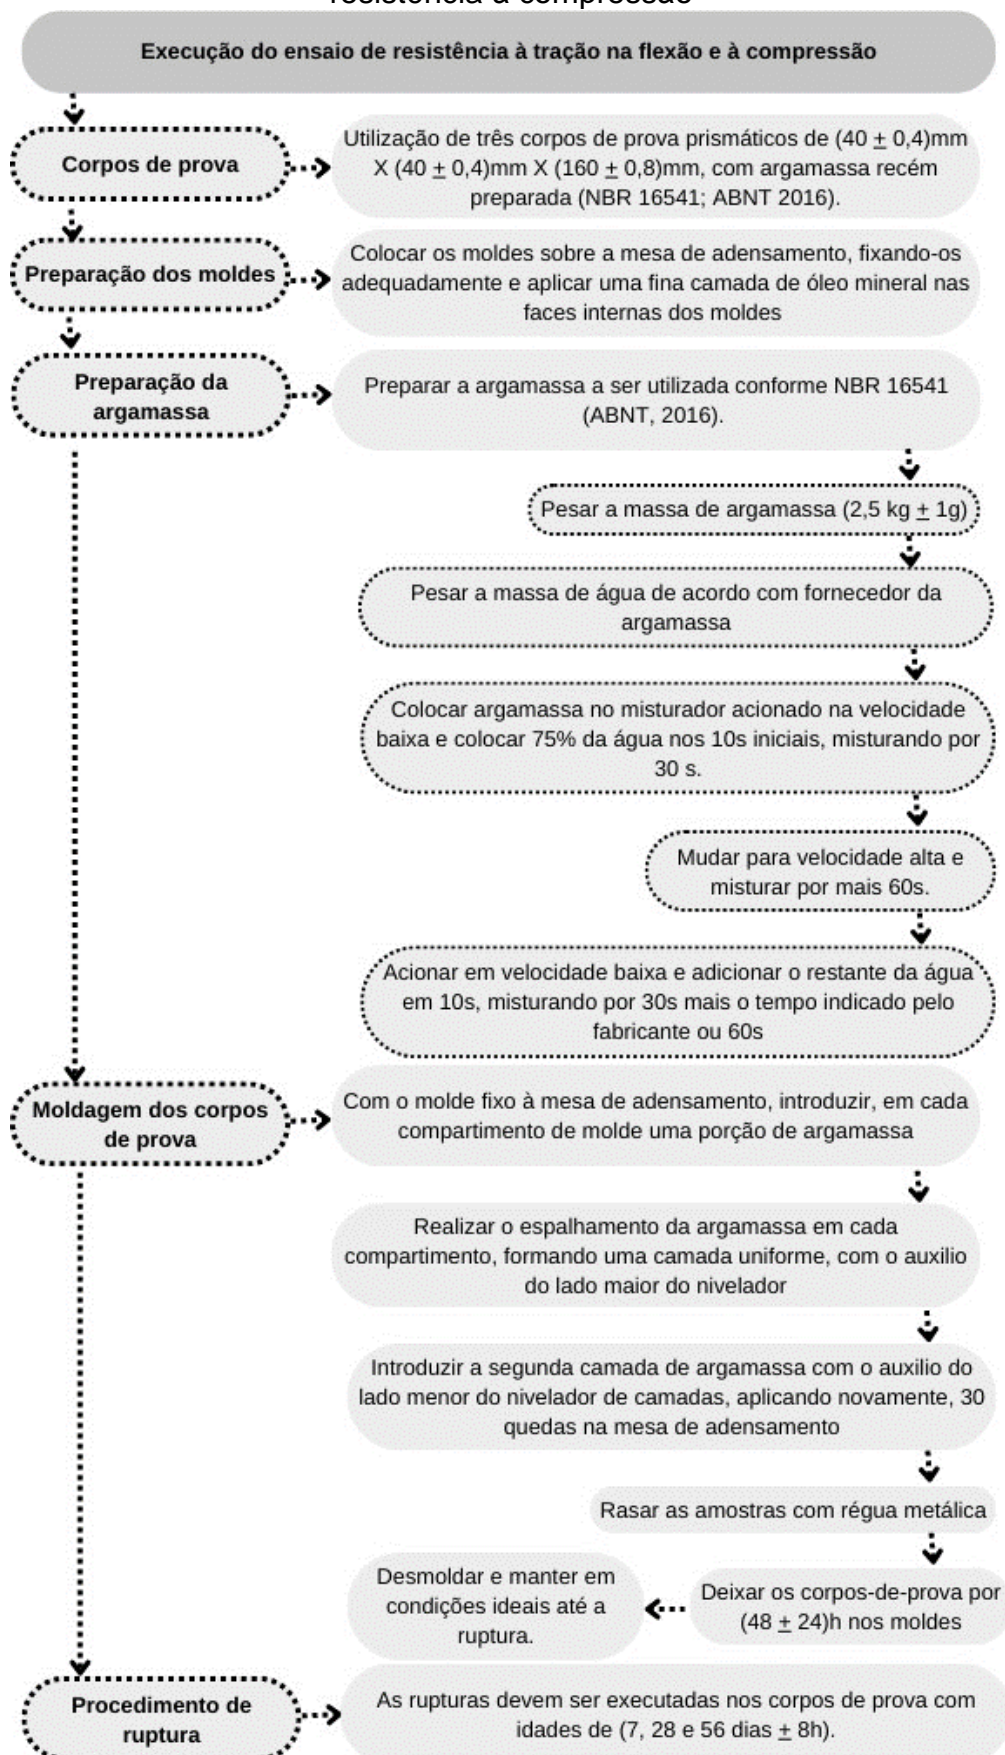 resistência à compressão
Execução do ensaio de resistência à tração na flexão e à compressão
Corpos de prova
Utilização de três corpos de prova prismáticos de (40 ± 0,4)mm
X (40 ± 0,4)mm X (160 ± 0,8)mm, com argamassa recém
preparada (NBR 16541; ABNT 2016).
Preparação dos moldes
Colocar os moldes sobre a mesa de adensamento, fixando-os
adequadamente e aplicar uma fina camada de óleo mineral nas
faces internas dos moldes
Preparação da
argamassa
Preparar a argamassa a ser utilizada conforme NBR 16541
(ABNT, 2016).
Pesar a massa de argamassa (2,5 kg ± 1g)
Pesar a massa de água de acordo com fornecedor da
argamassa
Colocar argamassa no misturador acionado na velocidade
baixa e colocar 75% da água nos 10s iniciais, misturando por
30 s.
Mudar para velocidade alta e
misturar por mais 60s.
Acionar em velocidade baixa e adicionar o restante da água
em 10s, misturando por 30s mais o tempo indicado pelo
fabricante ou 60s
Moldagem dos corpos
de prova
Com o molde fixo à mesa de adensamento, introduzir, em cada
compartimento de molde uma porção de argamassa
Realizar o espalhamento da argamassa em cada
compartimento, formando uma camada uniforme, com o auxilio
do lado maior do nivelador
Introduzir a segunda camada de argamassa com o auxilio do
lado menor do nivelador de camadas, aplicando novamente, 30
quedas na mesa de adensamento
Rasar as amostras com régua metálica
Deixar os corpos-de-prova por
(48 ± 24)h nos moldes
Desmoldar e manter em
condições ideais até a
ruptura.
Procedimento de
ruptura
As rupturas devem ser executadas nos corpos de prova com
idades de (7, 28 e 56 dias ± 8h).